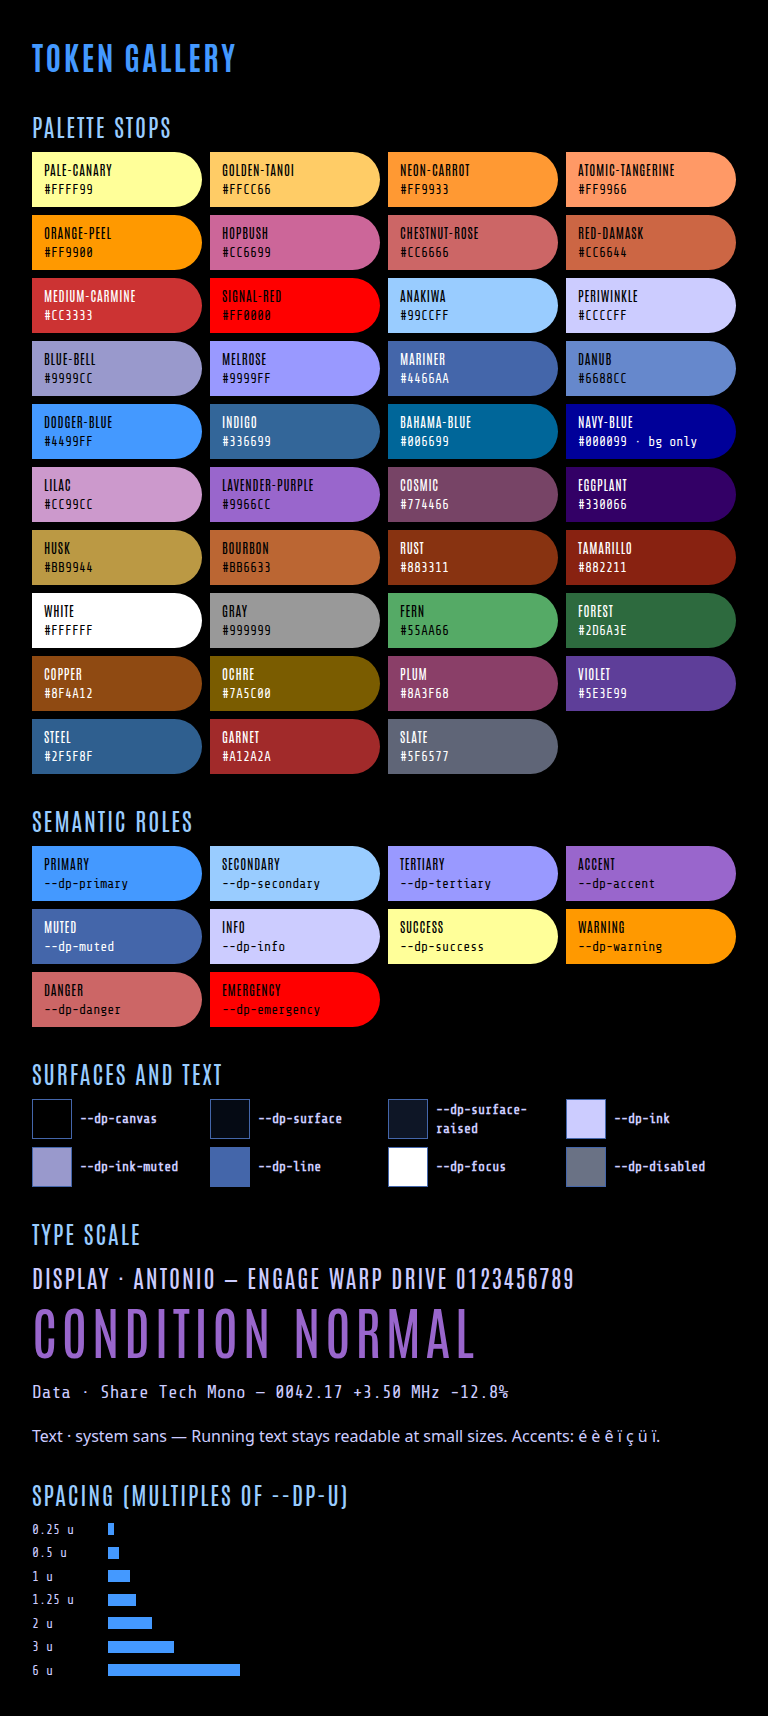 TOKEN GALLERY
PALETTE STOPS
PALE-CANARY
#FFFF99
GOLDEN-TANOI
#FFCC66
NEON-CARROT
#FF9933
ATOMIC-TANGERINE
#FF9966
ORANGE-PEEL
#FF9900
HOPBUSH
#CC6699
CHESTNUT-ROSE
#CC6666
RED-DAMASK
#CC6644
MEDIUM-CARMINE
#CC3333
SIGNAL-RED
#FF0000
ANAKIWA
#99CCFF
PERIWINKLE
#CCCCFF
BLUE-BELL
#9999CC
MELROSE
#9999FF
MARINER
#4466AA
DANUB
#6688CC
DODGER-BLUE
#4499FF
INDIGO
#336699
BAHAMA-BLUE
#006699
NAVY-BLUE
#000099 · bg only
LILAC
#CC99CC
LAVENDER-PURPLE
#9966CC
COSMIC
#774466
EGGPLANT
#330066
HUSK
#BB9944
BOURBON
#BB6633
RUST
#883311
TAMARILLO
#882211
WHITE
#FFFFFF
GRAY
#999999
FERN
#55AA66
FOREST
#2D6A3E
COPPER
#8F4A12
OCHRE
#7A5C00
PLUM
#8A3F68
VIOLET
#5E3E99
STEEL
#2F5F8F
GARNET
#A12A2A
SLATE
#5F6577
SEMANTIC ROLES
PRIMARY
--dp-primary
SECONDARY
--dp-secondary
TERTIARY
--dp-tertiary
ACCENT
--dp-accent
MUTED
--dp-muted
INFO
--dp-info
SUCCESS
--dp-success
WARNING
--dp-warning
DANGER
--dp-danger
EMERGENCY
--dp-emergency
SURFACES AND TEXT
--dp-canvas
--dp-surface
--dp-surface-
raised
--dp-ink
--dp-ink-muted
--dp-line
--dp-focus
--dp-disabled
TYPE SCALE
DISPLAY · ANTONIO — ENGAGE WARP DRIVE 0123456789
CONDITION NORMAL
Data · Share Tech Mono — 0042.17 +3.50 MHz −12.8%
Text · system sans — Running text stays readable at small sizes. Accents: é è ê ï ç ü ï.
SPACING (MULTIPLES OF --DP-U)
0.25 u
0.5 u
1 u
1.25 u
2 u
3 u
6 u